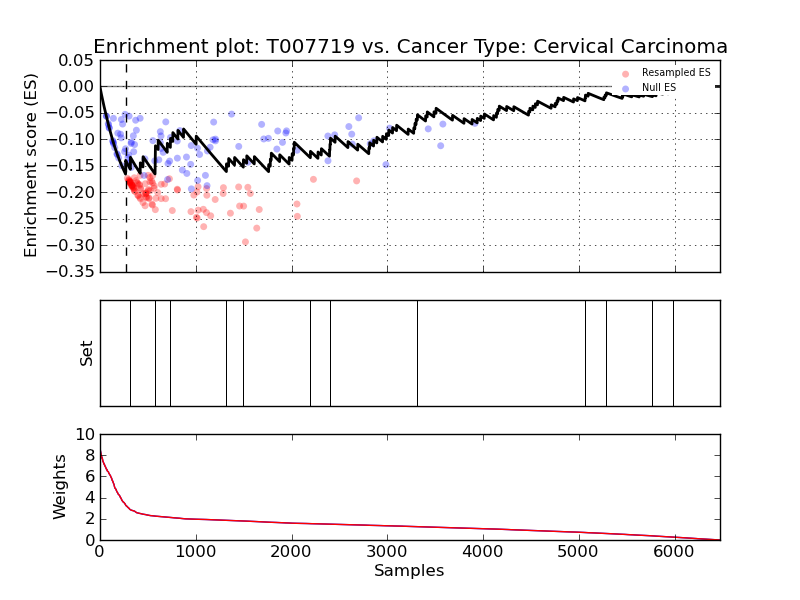 Enrichment plot: T007719 vs. Cancer Type: Cervical Carcinoma
Enrichment score (ES)
0.05
0.00
−0.05
−0.10
−0.15
−0.20
−0.25
−0.30
−0.35
Resampled ES
Null ES
Set
Weights
10
8
6
4
2
0
0 1000 2000 3000 4000 5000 6000
Samples